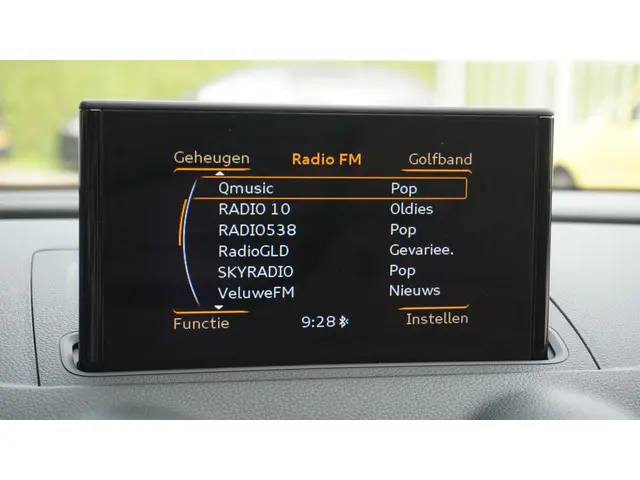 Geheugen Radio FM Golfband
Qmusic Pop
RADIO 10 Oldies
RADIO538 Pop
RadioGLD Gevariee.
SKYRADIO Pop
VeluweFM Nieuws
Functie 9:28 Instellen